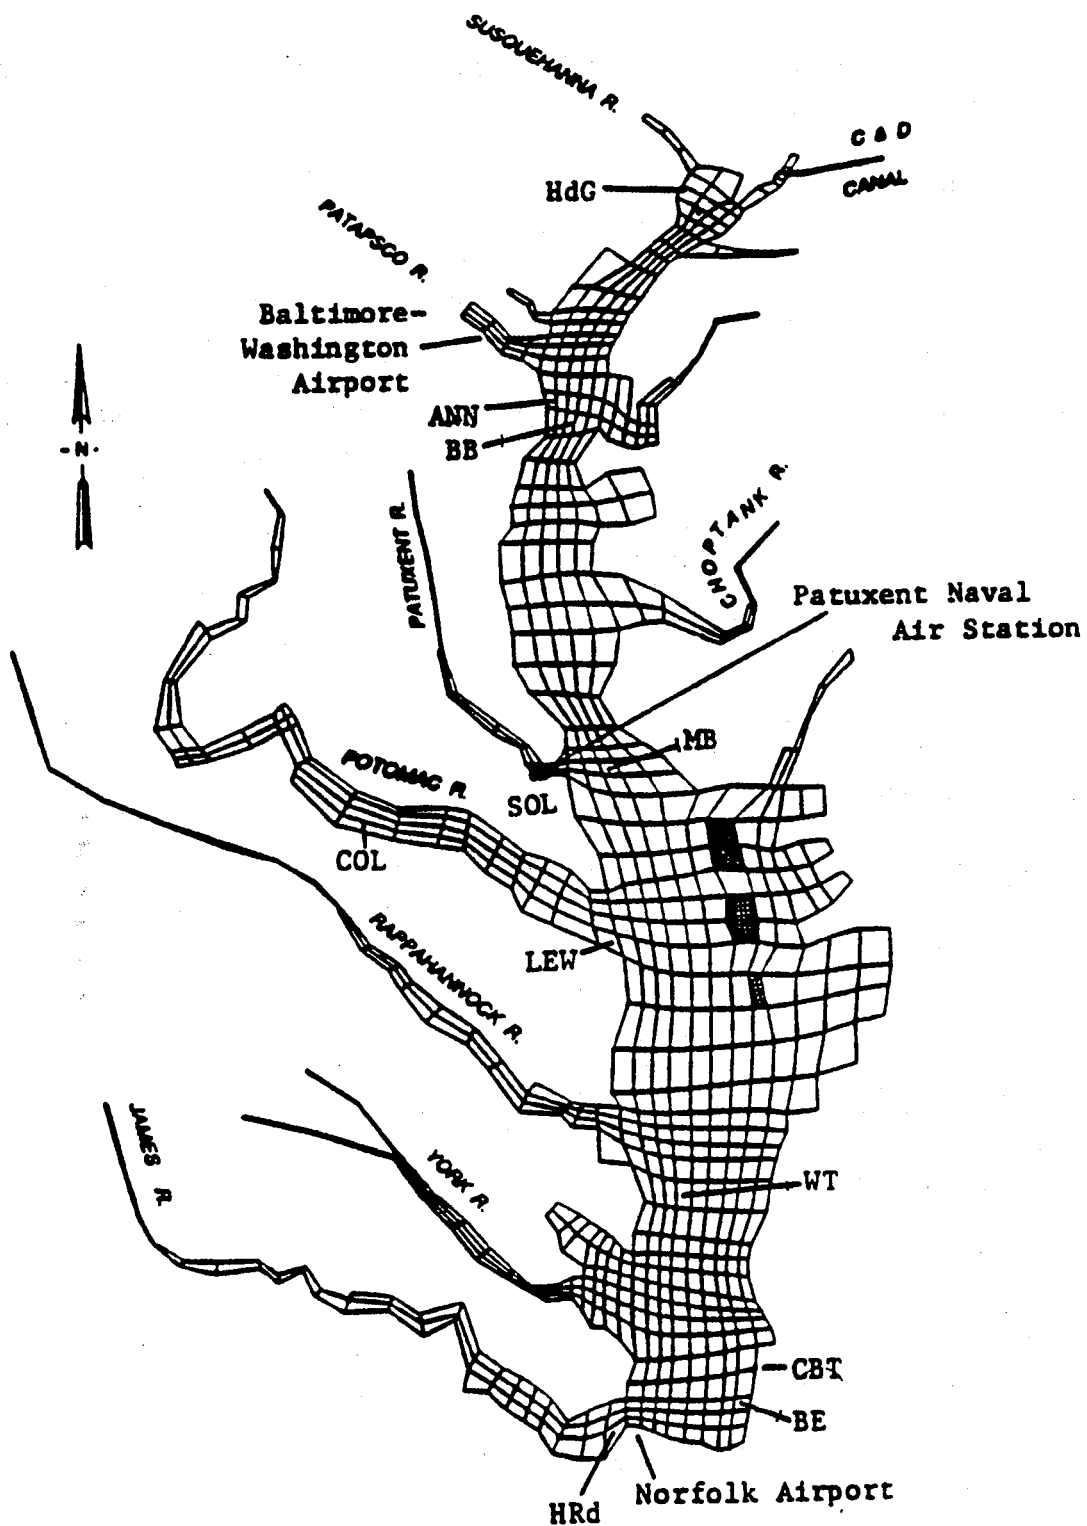 SUSQUEHANNA R.
C & D
CANAL
HdG
PATAPSCO R.
Baltimore-
Washington
Airport
ANN
BB
-N-
PATUXENT R.
CHOPTANK R.
Patuxent Naval
Air Station
MB
SOL
POTOMAC R.
COL
LEW
RAPPAHANNOCK R.
JAMES R.
YORK R.
WT
CBT
BE
Norfolk Airport
HRd